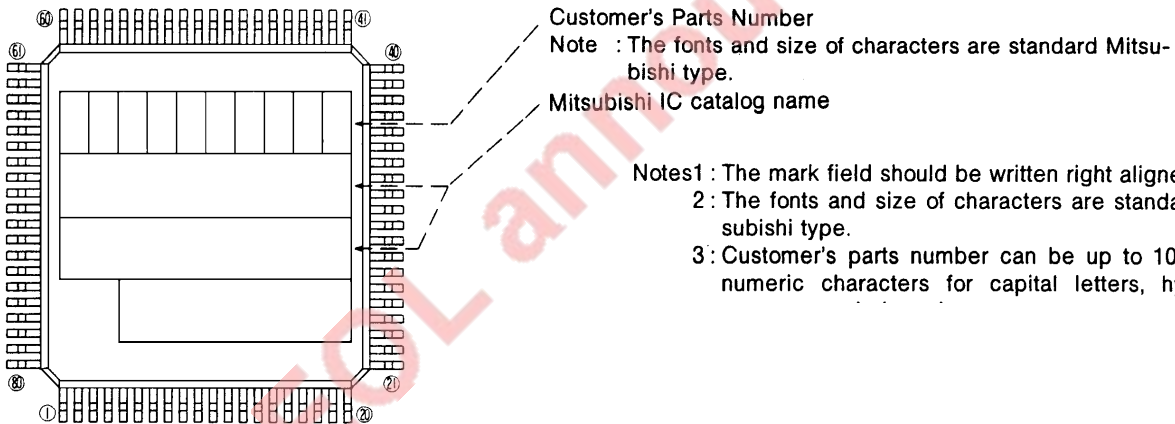 60
41
61
40
80
21
1
20
Customer's Parts Number
Note : The fonts and size of characters are standard Mitsu-
bishi type.
Mitsubishi IC catalog name
Notes1 : The mark field should be written right aligne
2 : The fonts and size of characters are standa
subishi type.
3 : Customer's parts number can be up to 10
numeric characters for capital letters, h
EOL annou